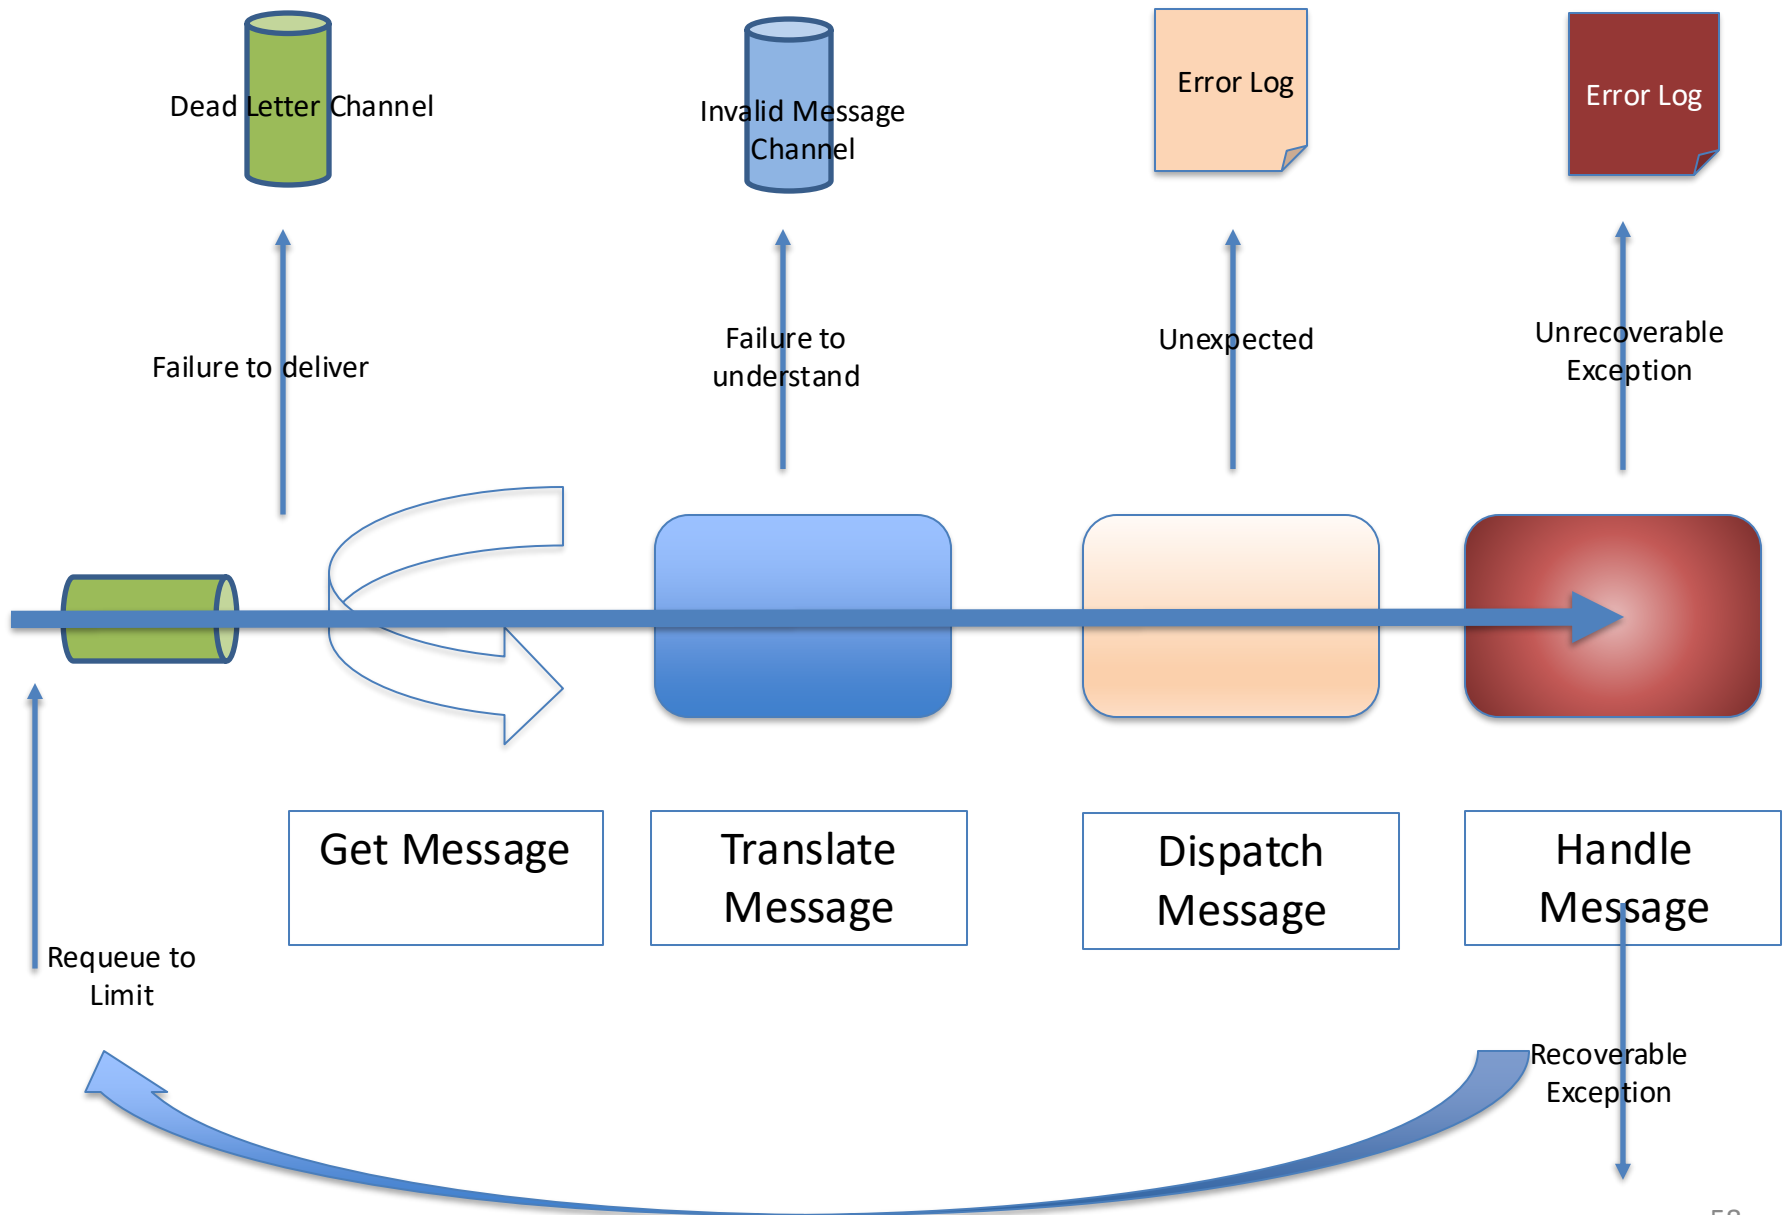 Dead Letter Channel
Invalid Message
Channel
Error Log
Error Log
Failure to deliver
Failure to
understand
Unexpected
Unrecoverable
Exception
Get Message
Translate
Message
Dispatch
Message
Handle
Message
Requeue to
Limit
Recoverable
Exception